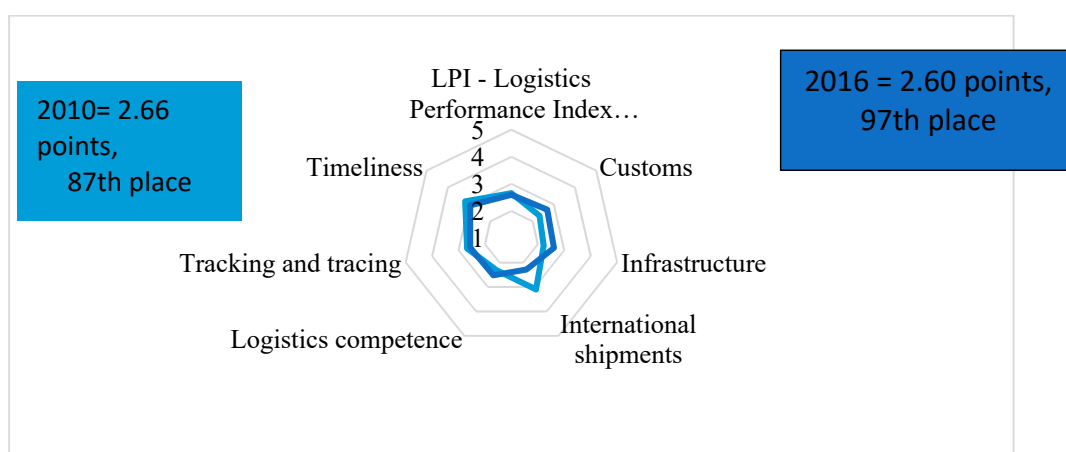 2010= 2.66
points,
87th place
2016 = 2.60 points,
97th place
LPI - Logistics
Performance Index…
5
4
3
2
1
Timeliness
Customs
Tracking and tracing
Infrastructure
Logistics competence
International
shipments